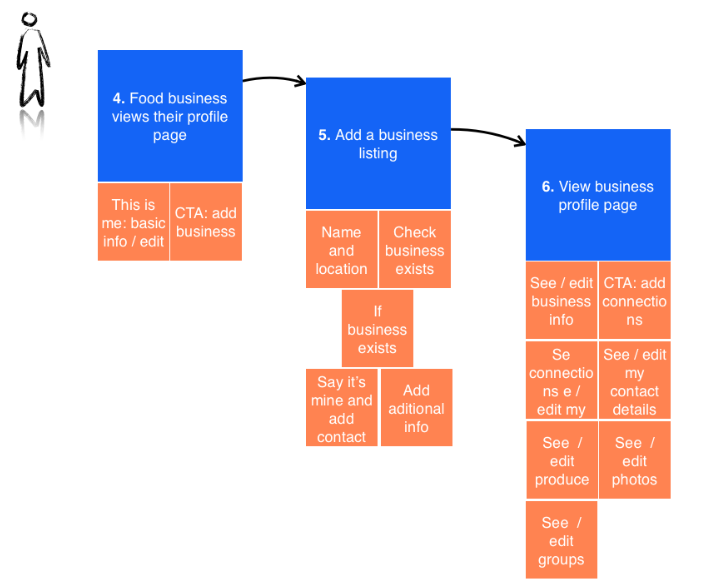 4. Food business
views their profile
page
This is
me: basic
info / edit
CTA: add
business
5. Add a business
listing
Name
and
location
Check
business
exists
If
business
exists
Say it's
mine and
add
contact
Add
aditional
info
6. View business
profile page
See / edit
business
info
CTA: add
connectio
ns
Se
connectio
ns e /
edit my
See / edit
my
contact
details
See /
edit
produce
See /
edit
photos
See /
edit
groups